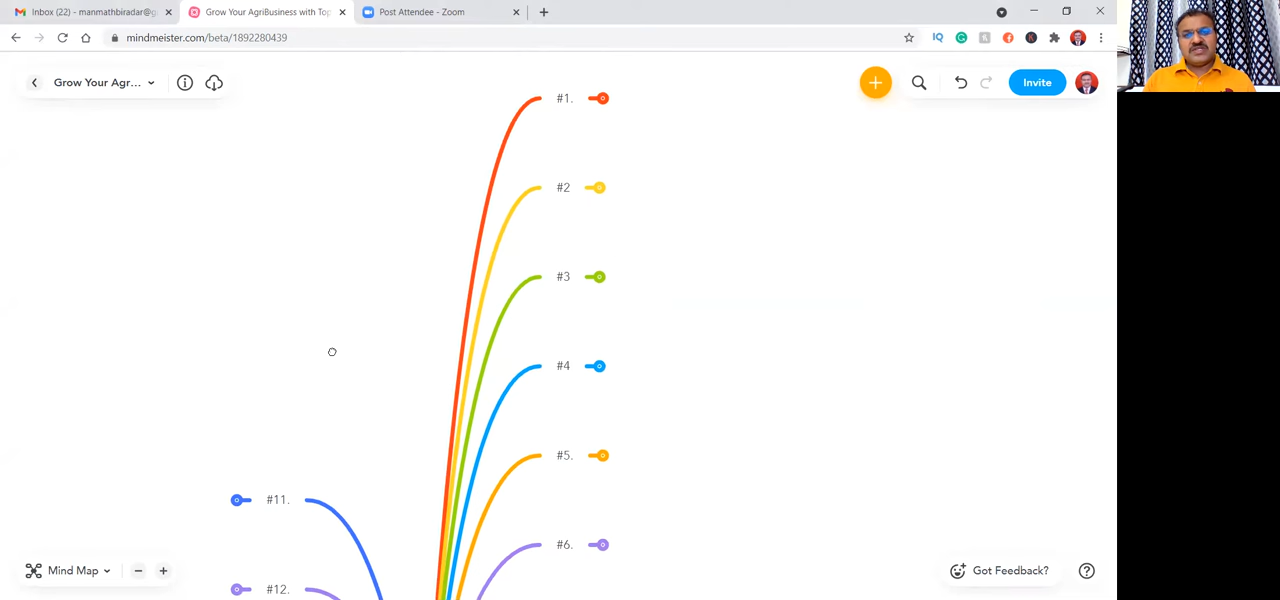 Inbox (22) - manmathbiradar@g
Grow Your AgriBusiness with Top
Post Attendee - Zoom
mindmeister.com/beta/1892280439
Grow Your Agr...
Invite
#1.
#2
#3
#4
#5.
#11.
#6.
#12.
Mind Map
Got Feedback?